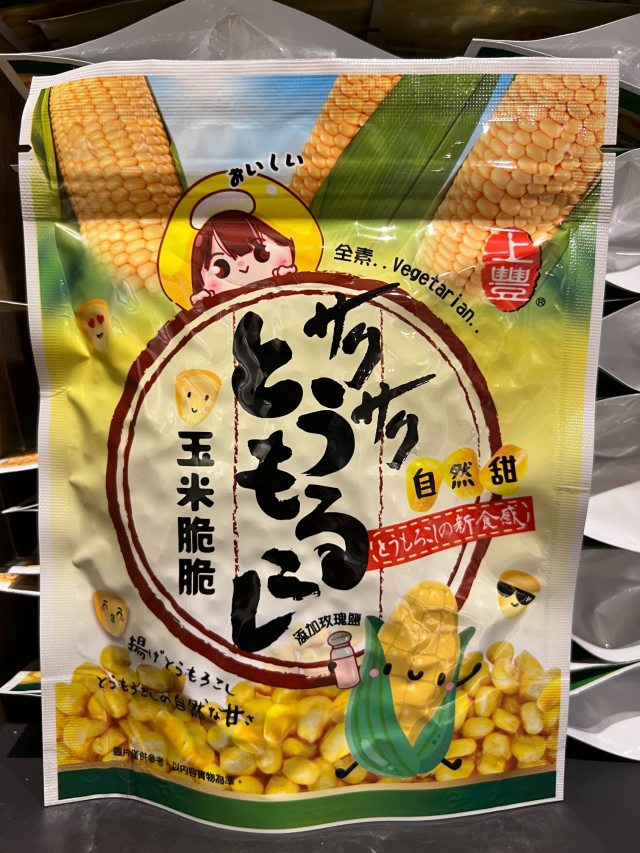 おいしい
全素..Vegetarian..
上豐
®
サクサク
とうもろこし
玉米脆脆
自然甜
とうもろこしの新食感
添加玫瑰鹽
揚げとうもろこし
とうもろこしの自然な甘さ
圖片僅供參考，以內容實物為準。